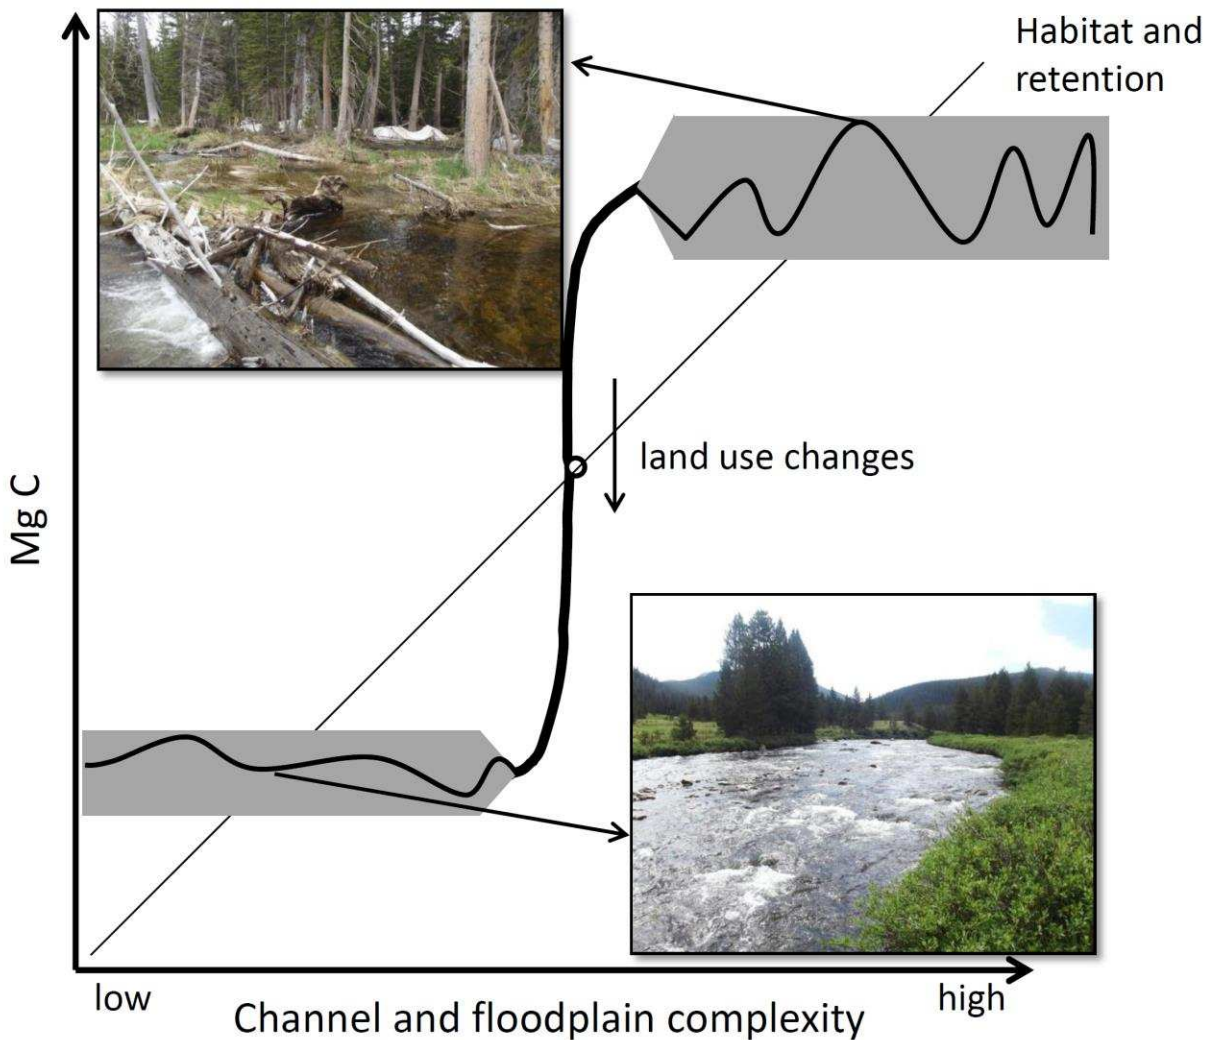 Habitat and
retention
land use changes
Mg C
low
high
Channel and floodplain complexity